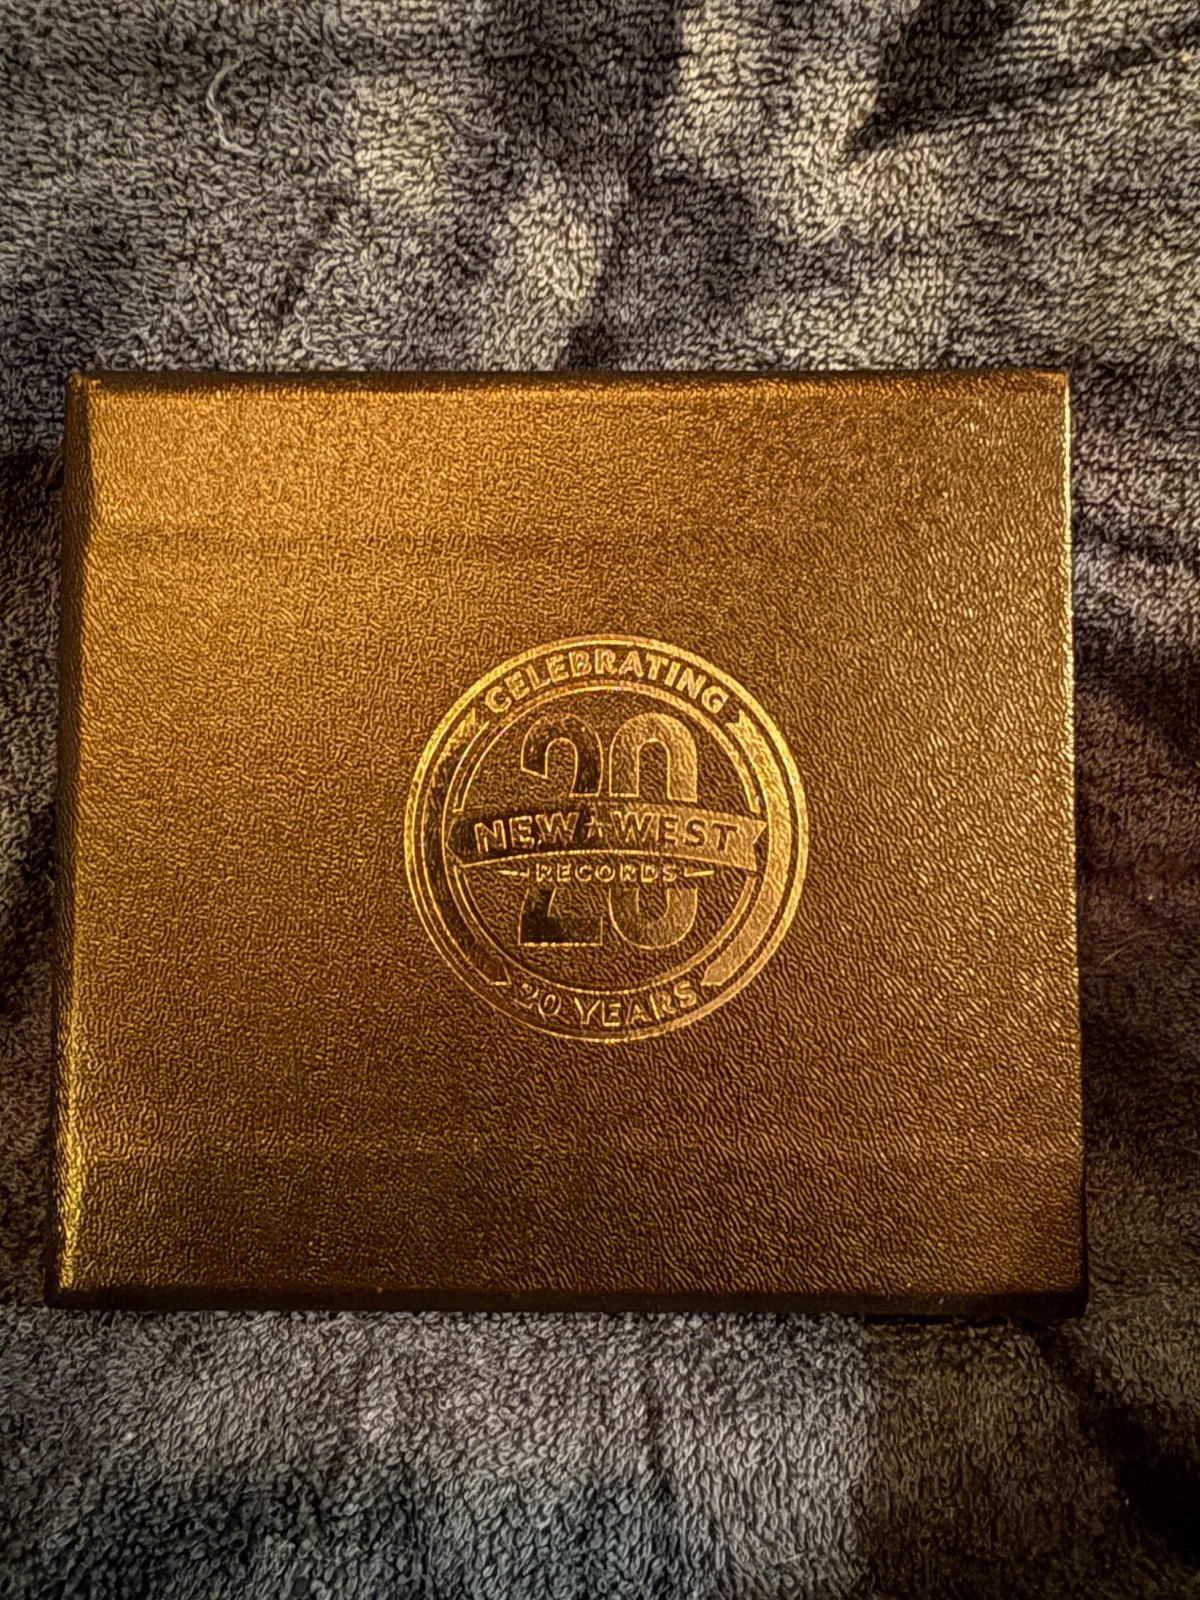 CELEBRATING
20
NEW★WEST
RECORDS
20 YEARS